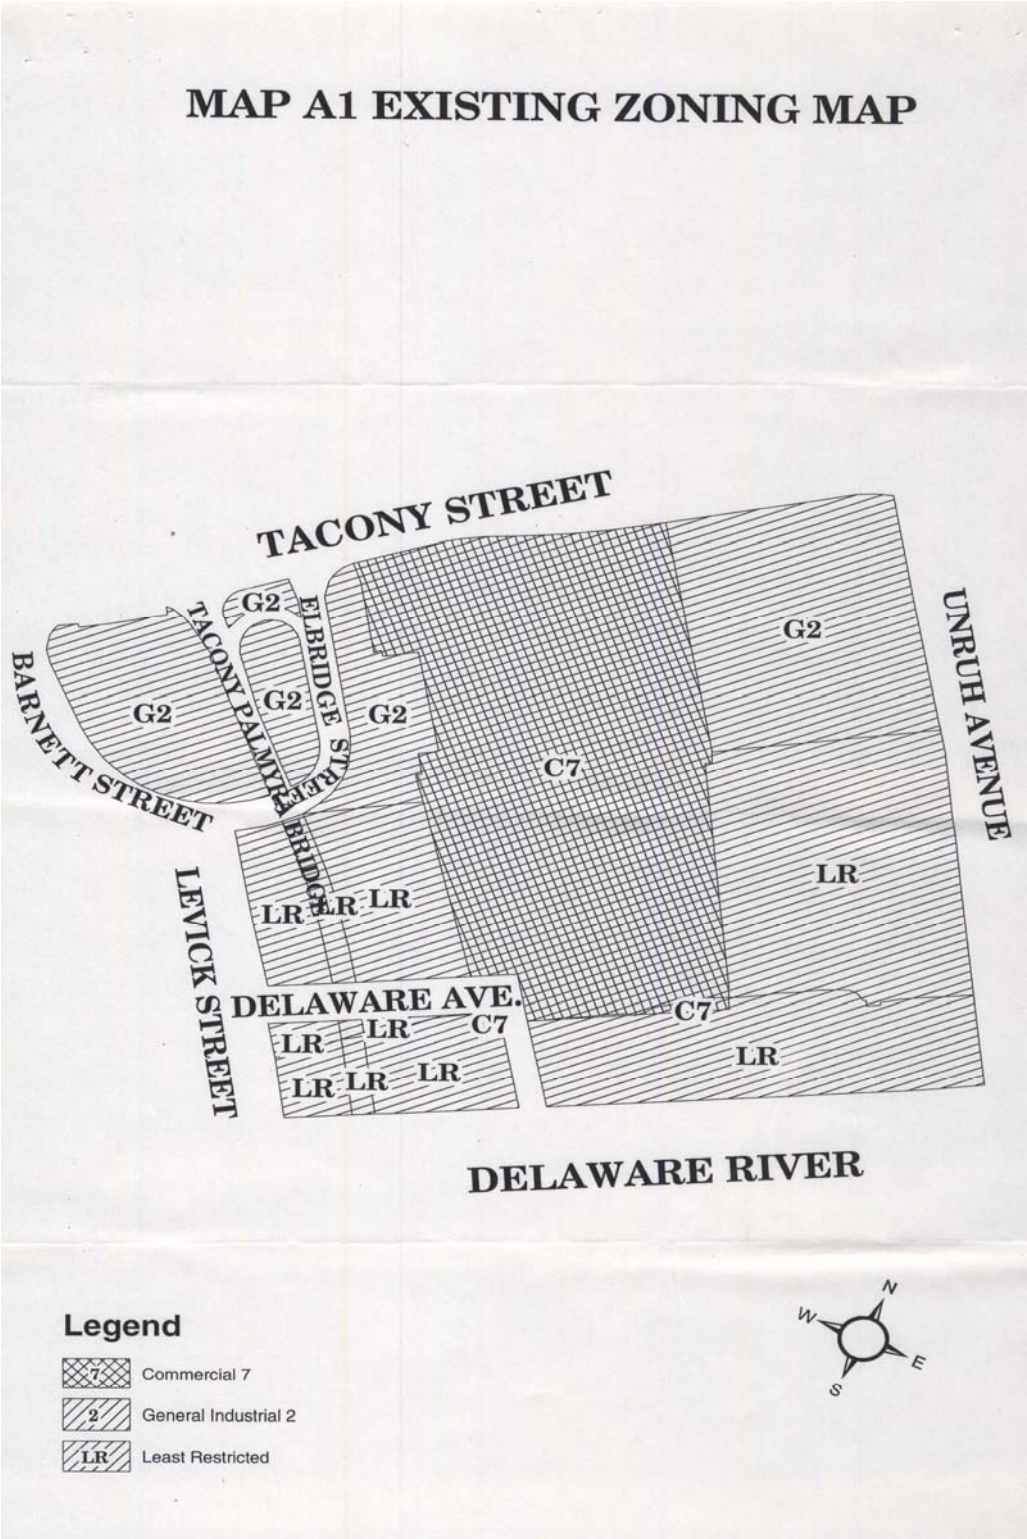 MAP A1 EXISTING ZONING MAP
TACONY STREET
G2
ELBRIDGE STREET
TACONY PALMYRA BRIDGE
G2
G2
G2
G2
BARNETT STREET
UNRUH AVENUE
C7
LR
LR
LR
LR
LEVICK STREET
DELAWARE AVE.
C7
C7
LR
LR
LR
LR
LR
LR
DELAWARE RIVER
N
W
E
S
Legend
7 Commercial 7
2 General Industrial 2
LR Least Restricted